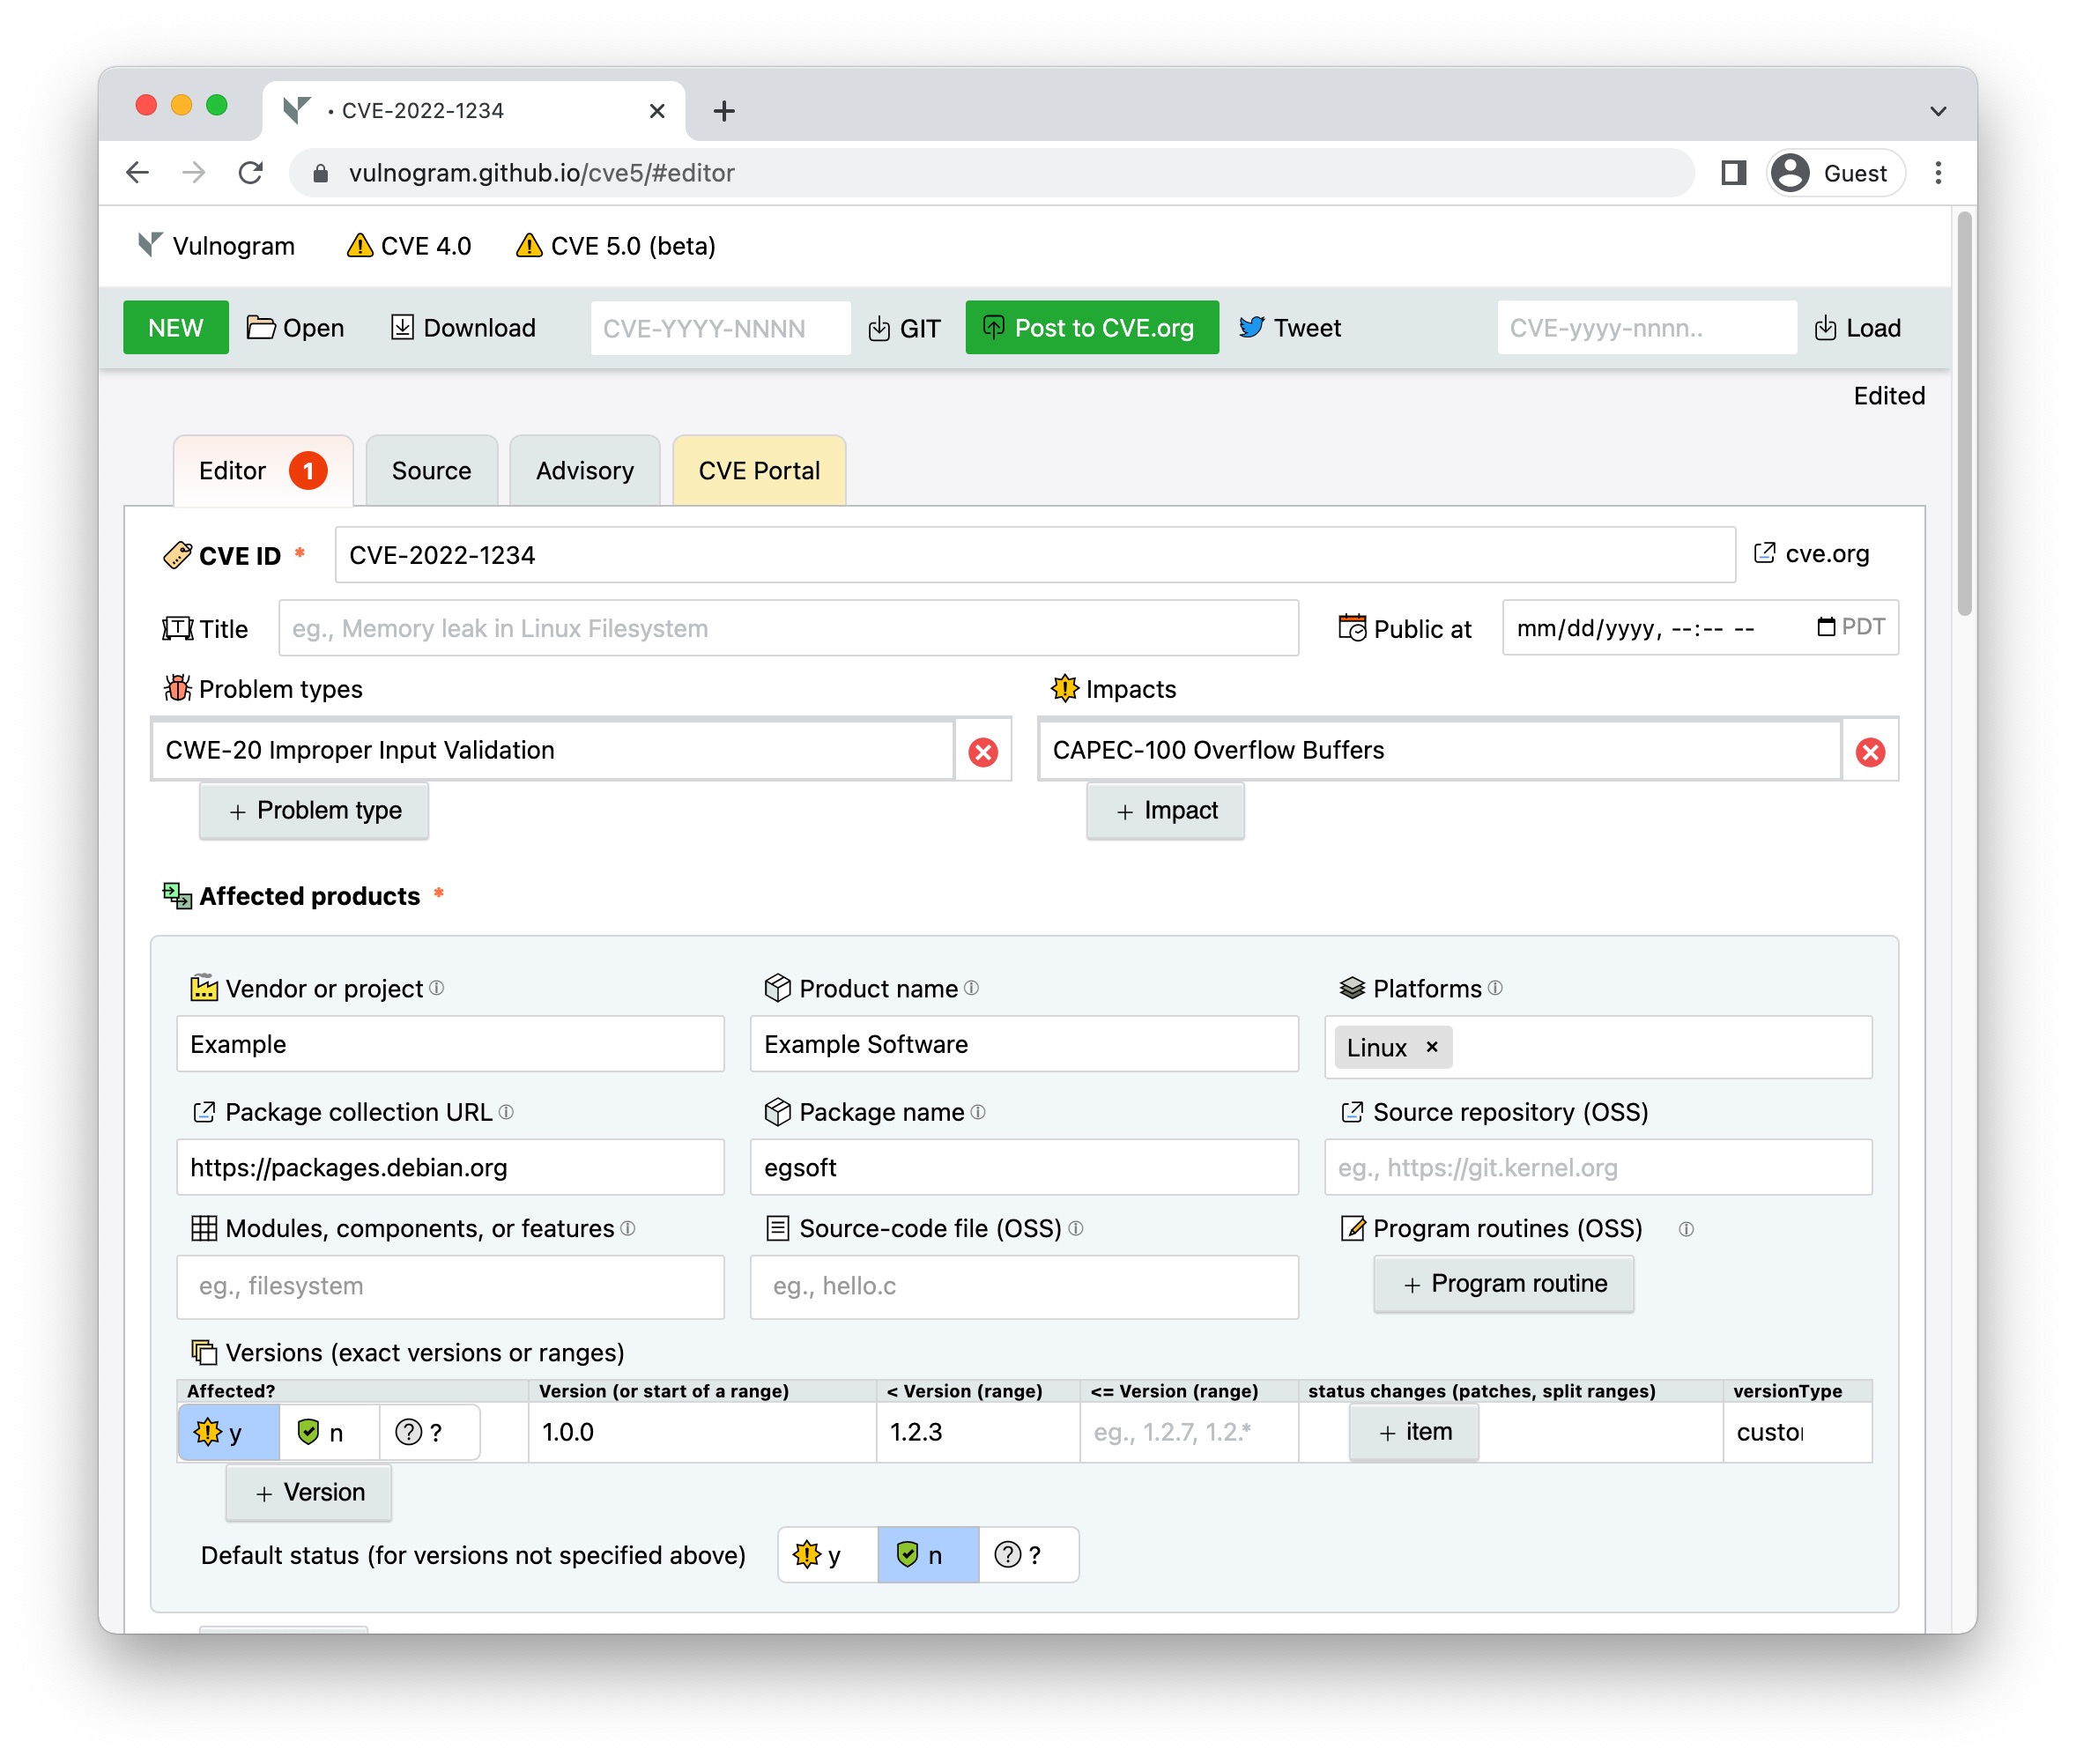 • CVE-2022-1234
vulnogram.github.io/cve5/#editor
Guest
Vulnogram CVE 4.0 CVE 5.0 (beta)
NEW Open Download CVE-YYYY-NNNN GIT Post to CVE.org Tweet CVE-yyyy-nnnn.. Load
Edited
Editor 1 Source Advisory CVE Portal
CVE ID * CVE-2022-1234 cve.org
Title eg., Memory leak in Linux Filesystem Public at mm/dd/yyyy, --:-- -- PDT
Problem types Impacts
CWE-20 Improper Input Validation CAPEC-100 Overflow Buffers
+ Problem type + Impact
Affected products *
Vendor or project Product name Platforms
Example Example Software Linux ×
Package collection URL Package name Source repository (OSS)
https://packages.debian.org egsoft eg., https://git.kernel.org
Modules, components, or features Source-code file (OSS) Program routines (OSS)
eg., filesystem eg., hello.c + Program routine
Versions (exact versions or ranges)
Affected? Version (or start of a range) < Version (range) <= Version (range) status changes (patches, split ranges) versionType
y n ? 1.0.0 1.2.3 eg., 1.2.7, 1.2.* + item
+ Version
Default status (for versions not specified above) y n ?